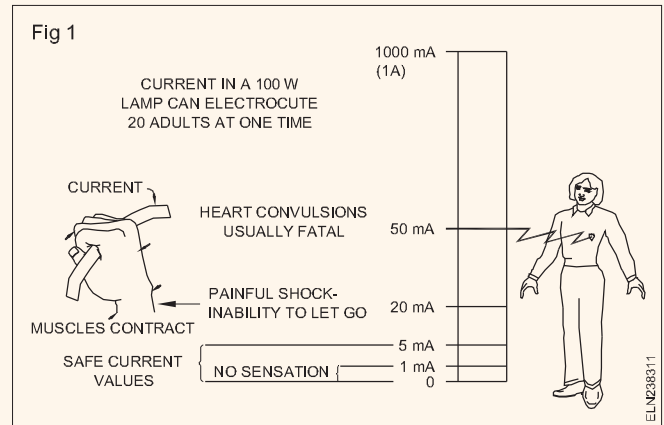 Fig 1
1000 mA
(1A)
CURRENT IN A 100 W
LAMP CAN ELECTROCUTE
20 ADULTS AT ONE TIME
CURRENT
HEART CONVULSIONS
USUALLY FATAL
50 mA
PAINFUL SHOCK-
INABILITY TO LET GO
20 mA
MUSCLES CONTRACT
SAFE CURRENT
VALUES
5 mA
NO SENSATION
1 mA
0
ELN238311